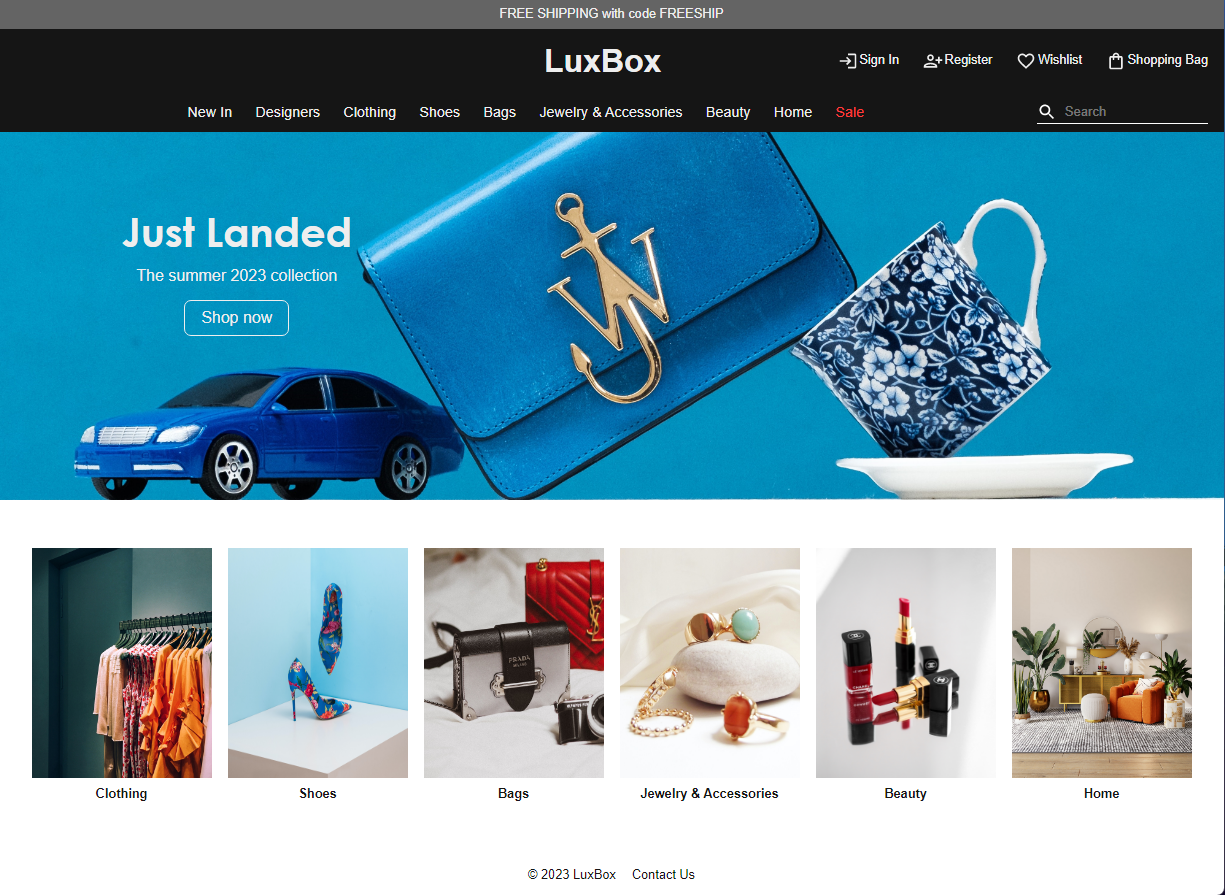 FREE SHIPPING with code FREESHIP
LuxBox
Sign In Register Wishlist Shopping Bag
New In Designers Clothing Shoes Bags Jewelry & Accessories Beauty Home Sale
Search
Just Landed
The summer 2023 collection
Shop now
PRADA
MILANO
CHANEL
Clothing Shoes Bags Jewelry & Accessories Beauty Home
© 2023 LuxBox Contact Us